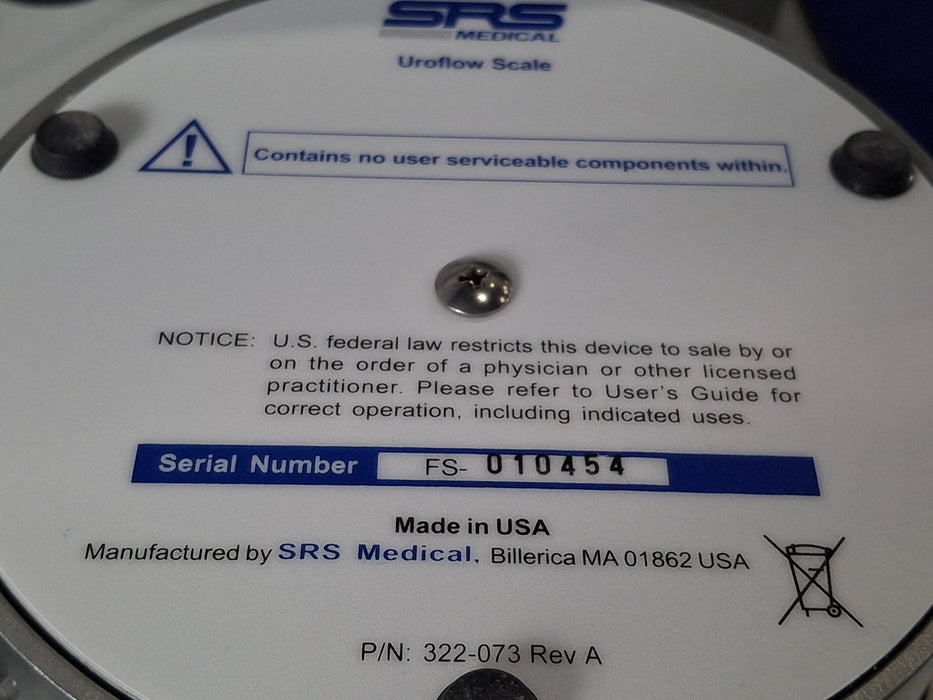 SRS
MEDICAL
Uroflow Scale
!
Contains no user serviceable components within.
NOTICE: U.S. federal law restricts this device to sale by or
on the order of a physician or other licensed
practitioner. Please refer to User's Guide for
correct operation, including indicated uses.
Serial Number FS- 010454
Made in USA
Manufactured by SRS Medical, Billerica MA 01862 USA
P/N: 322-073 Rev A